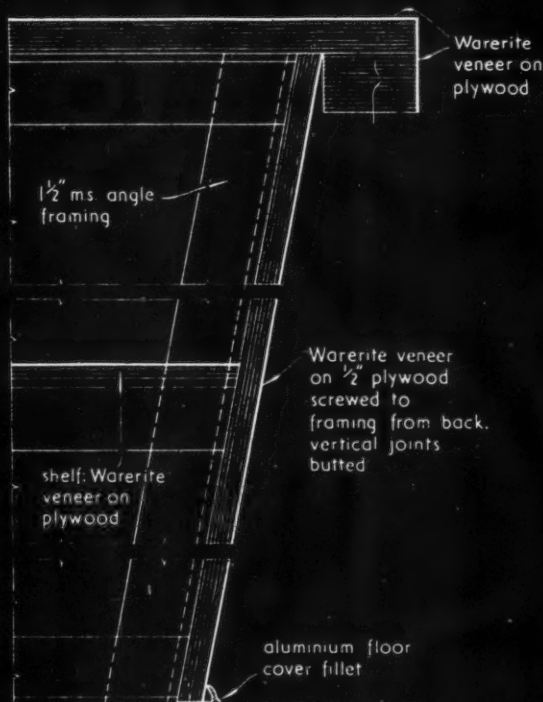 Warerite
veneer on
plywood
1½" m.s. angle
framing
Warerite veneer
on ½" plywood
screwed to
framing from back.
vertical joints
butted
shelf: Warerite
veneer on
plywood
aluminium floor
cover fillet